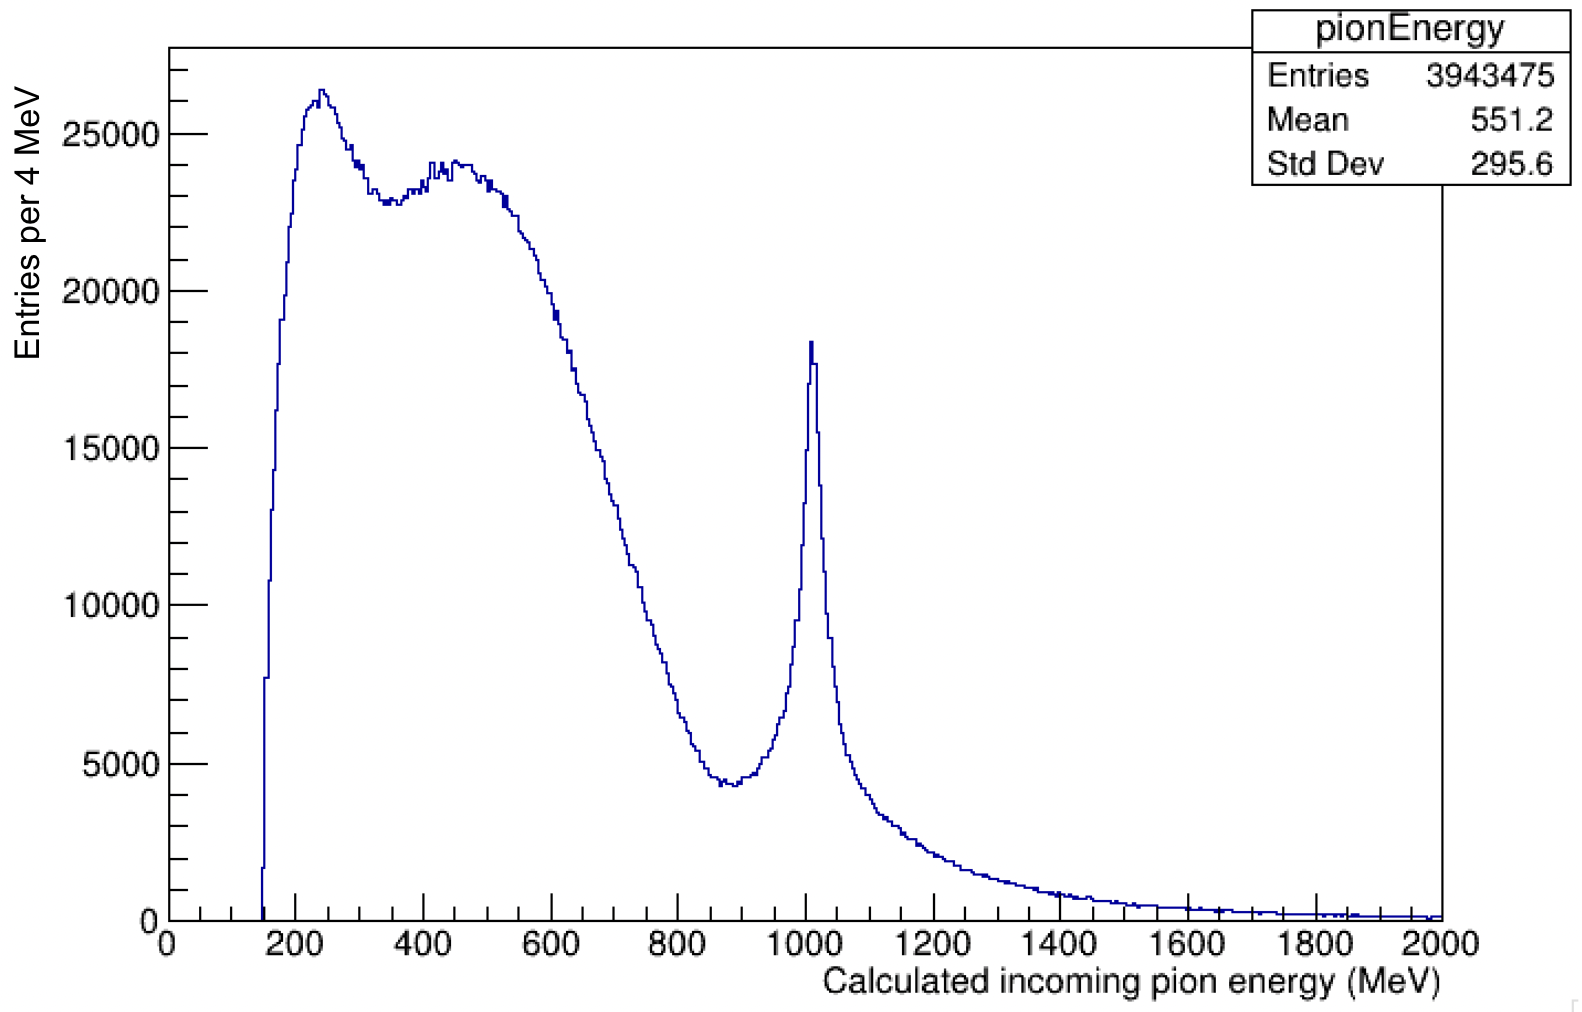 pionEnergy
Entries 3943475
Mean 551.2
Std Dev 295.6
Entries per 4 MeV
25000
20000
15000
10000
5000
0
0 200 400 600 800 1000 1200 1400 1600 1800 2000
Calculated incoming pion energy (MeV)